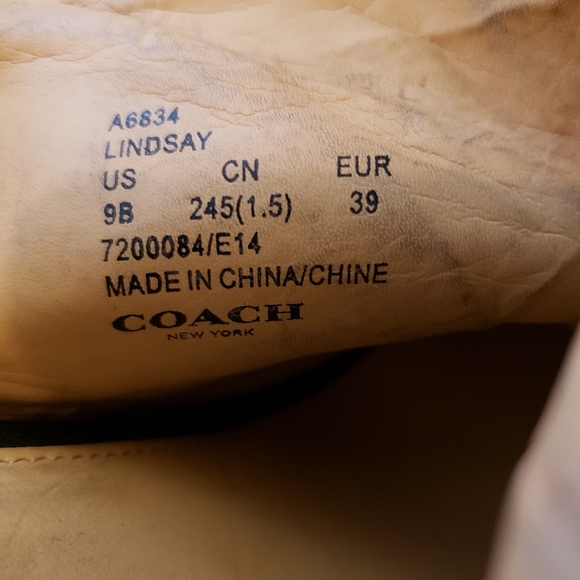 A6834
LINDSAY
US CN EUR
9B 245(1.5) 39
7200084/E14
MADE IN CHINA/CHINE
COACH
NEW YORK